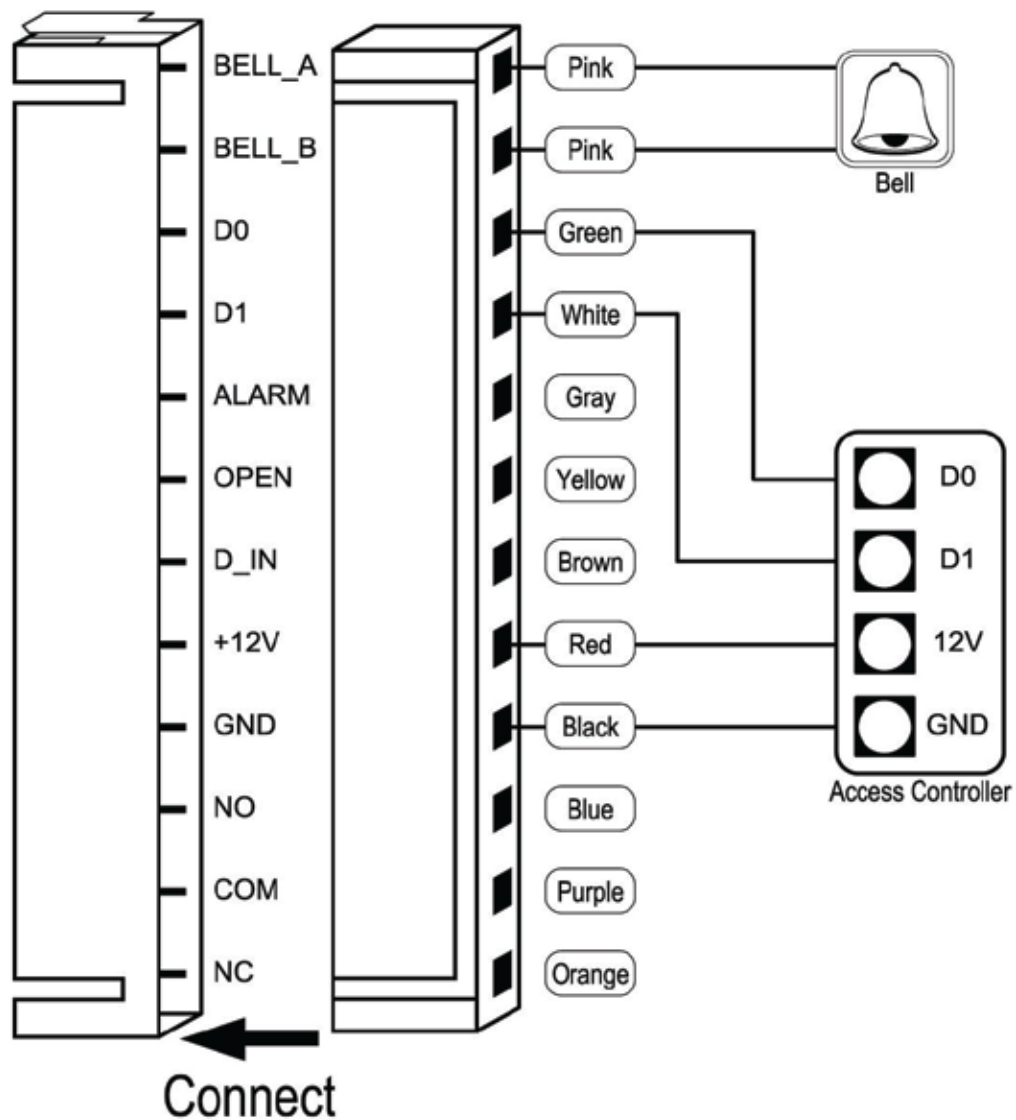 BELL_A
Pink
BELL_B
Pink
Bell
D0
Green
D1
White
ALARM
Gray
OPEN
Yellow
D0
D_IN
Brown
D1
+12V
Red
12V
GND
Black
GND
Access Controller
NO
Blue
COM
Purple
NC
Orange
Connect